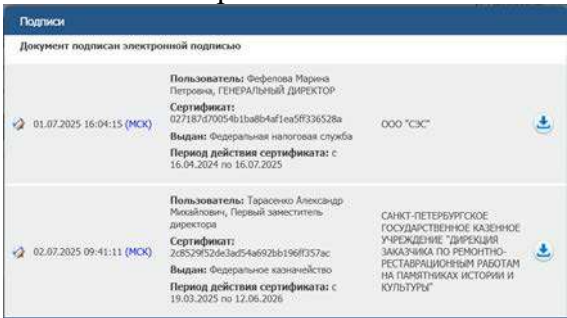 Подписи
Документ подписан электронной подписью
01.07.2025 16:04:15 (МСК)
Пользователь: Фефелова Марина
Петровна, ГЕНЕРАЛЬНЫЙ ДИРЕКТОР
Сертификат:
027187d70054b1ba8b4af1ea5ff336528a
Выдан: Федеральная налоговая служба
Период действия сертификата: с
16.04.2024 по 16.07.2025
ООО "СЭС"
02.07.2025 09:41:11 (МСК)
Пользователь: Тарасенко Александр
Михайлович, Первый заместитель
директора
Сертификат:
2c8529f52de3ad54a692bb196ff357ac
Выдан: Федеральное казначейство
Период действия сертификата: с
19.03.2025 по 12.06.2026
САНКТ-ПЕТЕРБУРГСКОЕ
ГОСУДАРСТВЕННОЕ КАЗЕННОЕ
УЧРЕЖДЕНИЕ "ДИРЕКЦИЯ
ЗАКАЗЧИКА ПО РЕМОНТНО-
РЕСТАВРАЦИОННЫМ РАБОТАМ
НА ПАМЯТНИКАХ ИСТОРИИ И
КУЛЬТУРЫ"